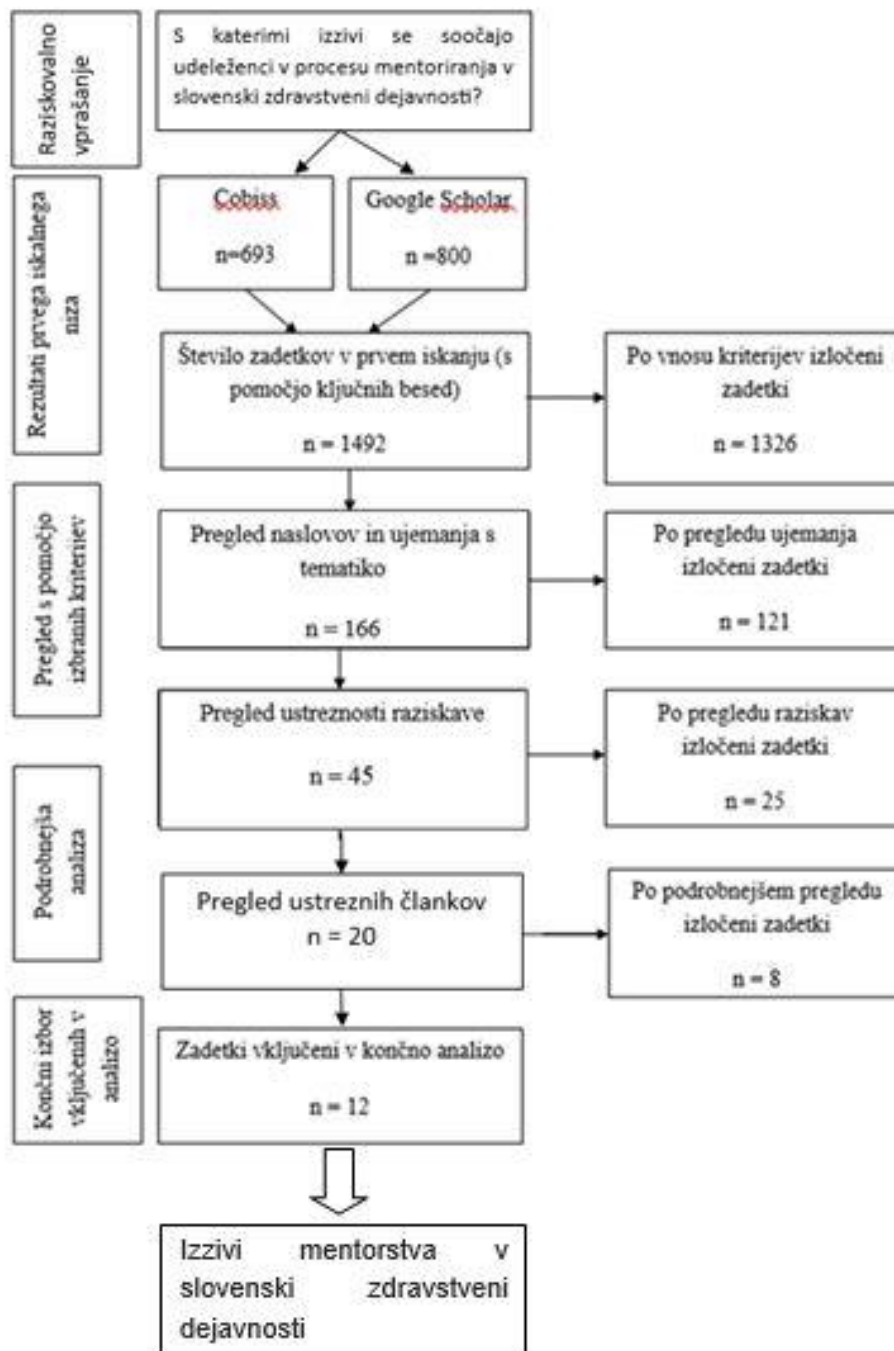 Raziskovalno
vprašanje
S katerimi izzivi se soočajo
udeleženci v procesu mentoriranja v
slovenski zdravstveni dejavnosti?
Rezultati prvega iskalnega
niza
Cobiss
n=693
Google Scholar
n =800
Število zadetkov v prvem iskanju (s
pomočjo ključnih besed)
n = 1492
Po vnosu kriterijev izločeni
zadetki
n = 1326
Pregled s pomočjo
izbranih kriterijev
Pregled naslovov in ujemanja s
tematiko
n = 166
Po pregledu ujemanja
izločeni zadetki
n = 121
Pregled ustreznosti raziskave
n = 45
Po pregledu raziskav
izločeni zadetki
n = 25
Podrobnejša
analiza
Pregled ustreznih člankov
n = 20
Po podrobnejšem pregledu
izločeni zadetki
n = 8
Končni izbor
vključenih v
analizo
Zadetki vključeni v končno analizo
n = 12
Izzivi mentorstva v
slovenski zdravstveni
dejavnosti